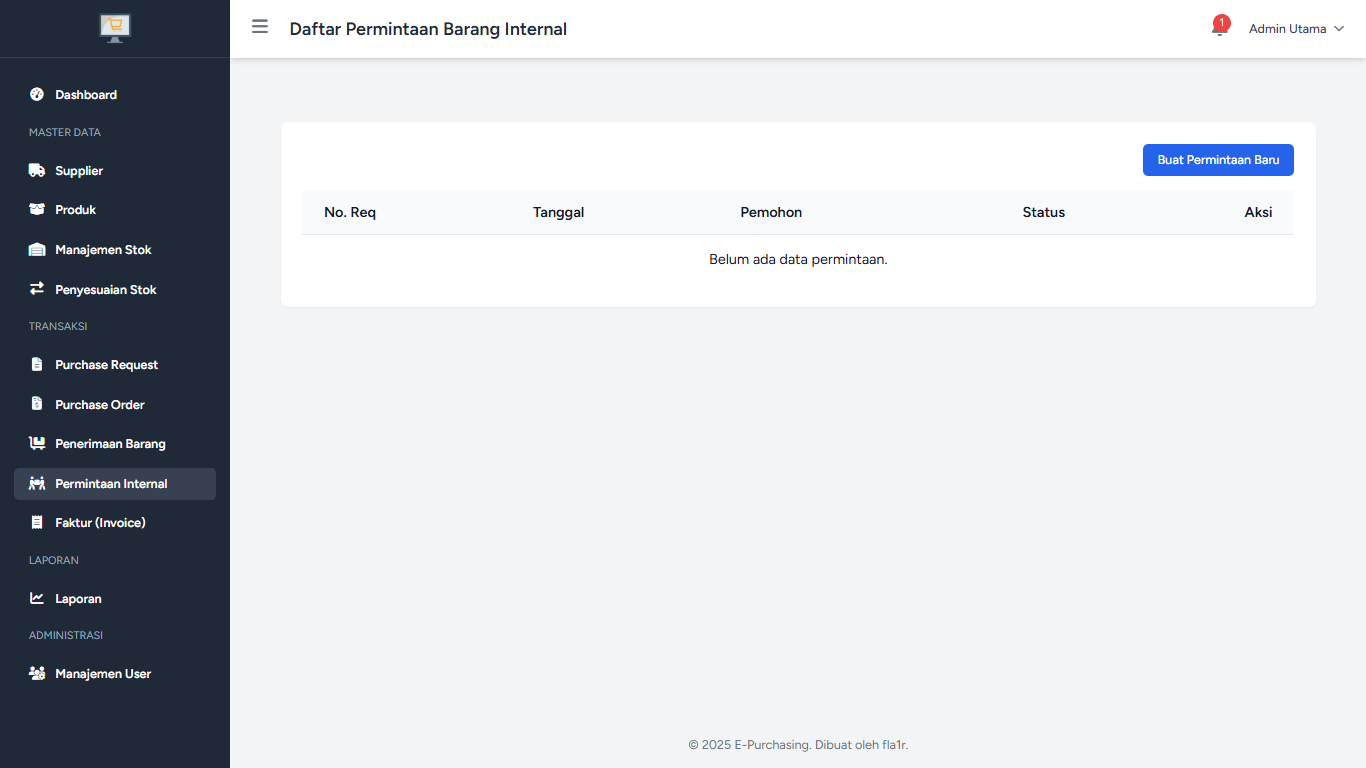 Daftar Permintaan Barang Internal
1
Admin Utama
Dashboard
MASTER DATA
Supplier
Produk
Manajemen Stok
Penyesuaian Stok
TRANSAKSI
Purchase Request
Purchase Order
Penerimaan Barang
Permintaan Internal
Faktur (Invoice)
LAPORAN
Laporan
ADMINISTRASI
Manajemen User
Buat Permintaan Baru
No. Req Tanggal Pemohon Status Aksi
Belum ada data permintaan.
© 2025 E-Purchasing. Dibuat oleh fla1r.